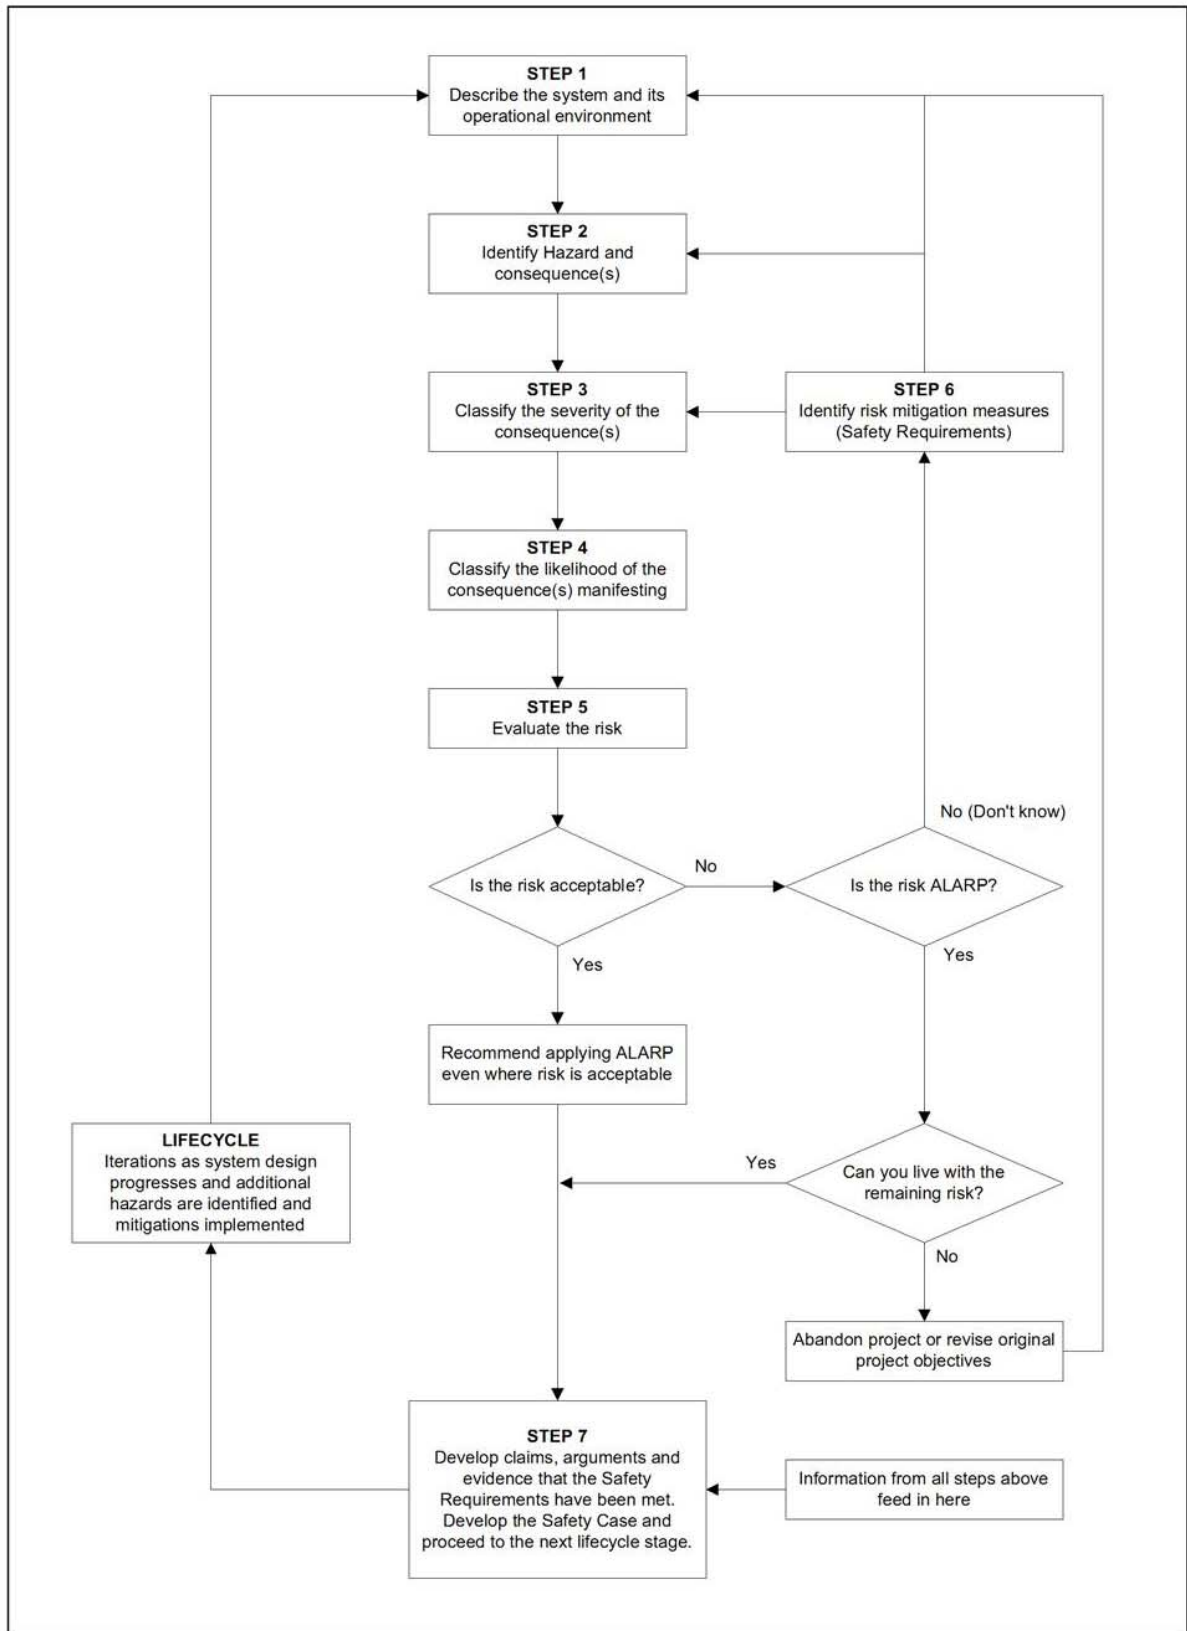 STEP 1
Describe the system and its
operational environment
STEP 2
Identify Hazard and
consequence(s)
STEP 3
Classify the severity of the
consequence(s)
STEP 6
Identify risk mitigation measures
(Safety Requirements)
STEP 4
Classify the likelihood of the
consequence(s) manifesting
STEP 5
Evaluate the risk
No (Don't know)
Is the risk acceptable?
No
Is the risk ALARP?
Yes
Yes
Recommend applying ALARP
even where risk is acceptable
LIFECYCLE
Iterations as system design
progresses and additional
hazards are identified and
mitigations implemented
Yes
Can you live with the
remaining risk?
No
Abandon project or revise original
project objectives
STEP 7
Develop claims, arguments and
evidence that the Safety
Requirements have been met.
Develop the Safety Case and
proceed to the next lifecycle stage.
Information from all steps above
feed in here